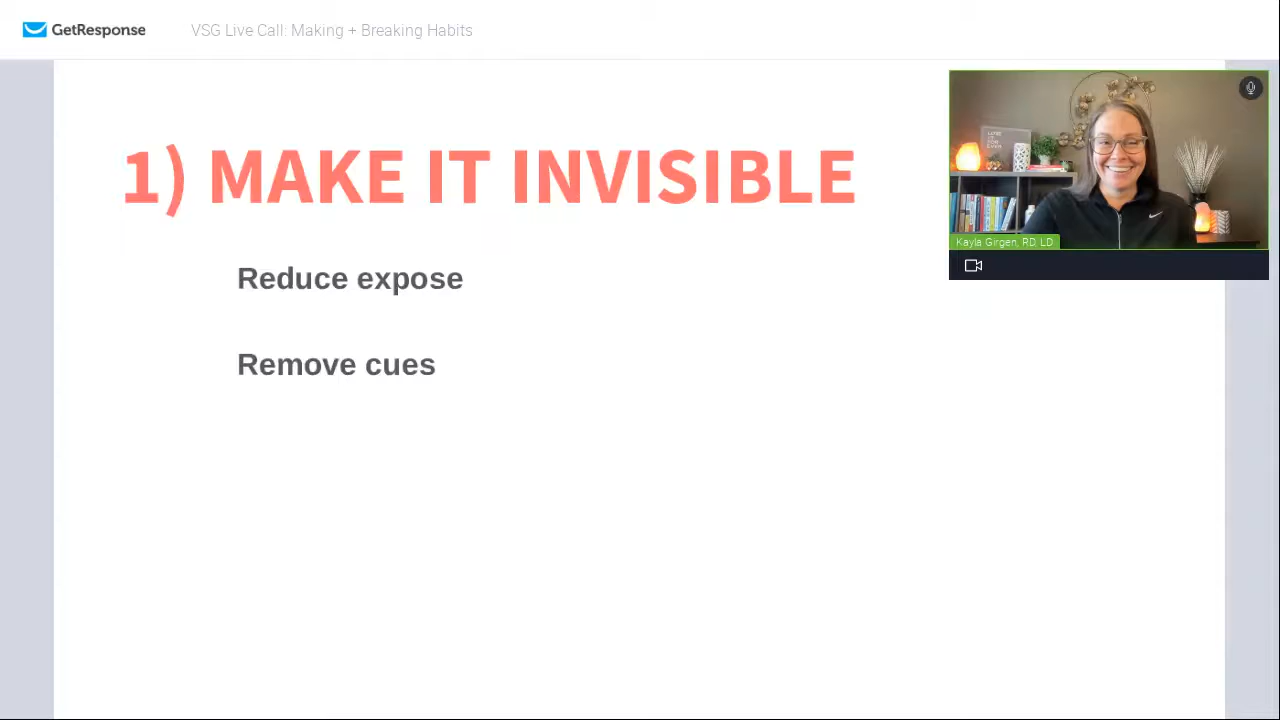 GetResponse
VSG Live Call: Making + Breaking Habits
1) MAKE IT INVISIBLE
Reduce expose
Remove cues
Kayla Girgen, RD, LD